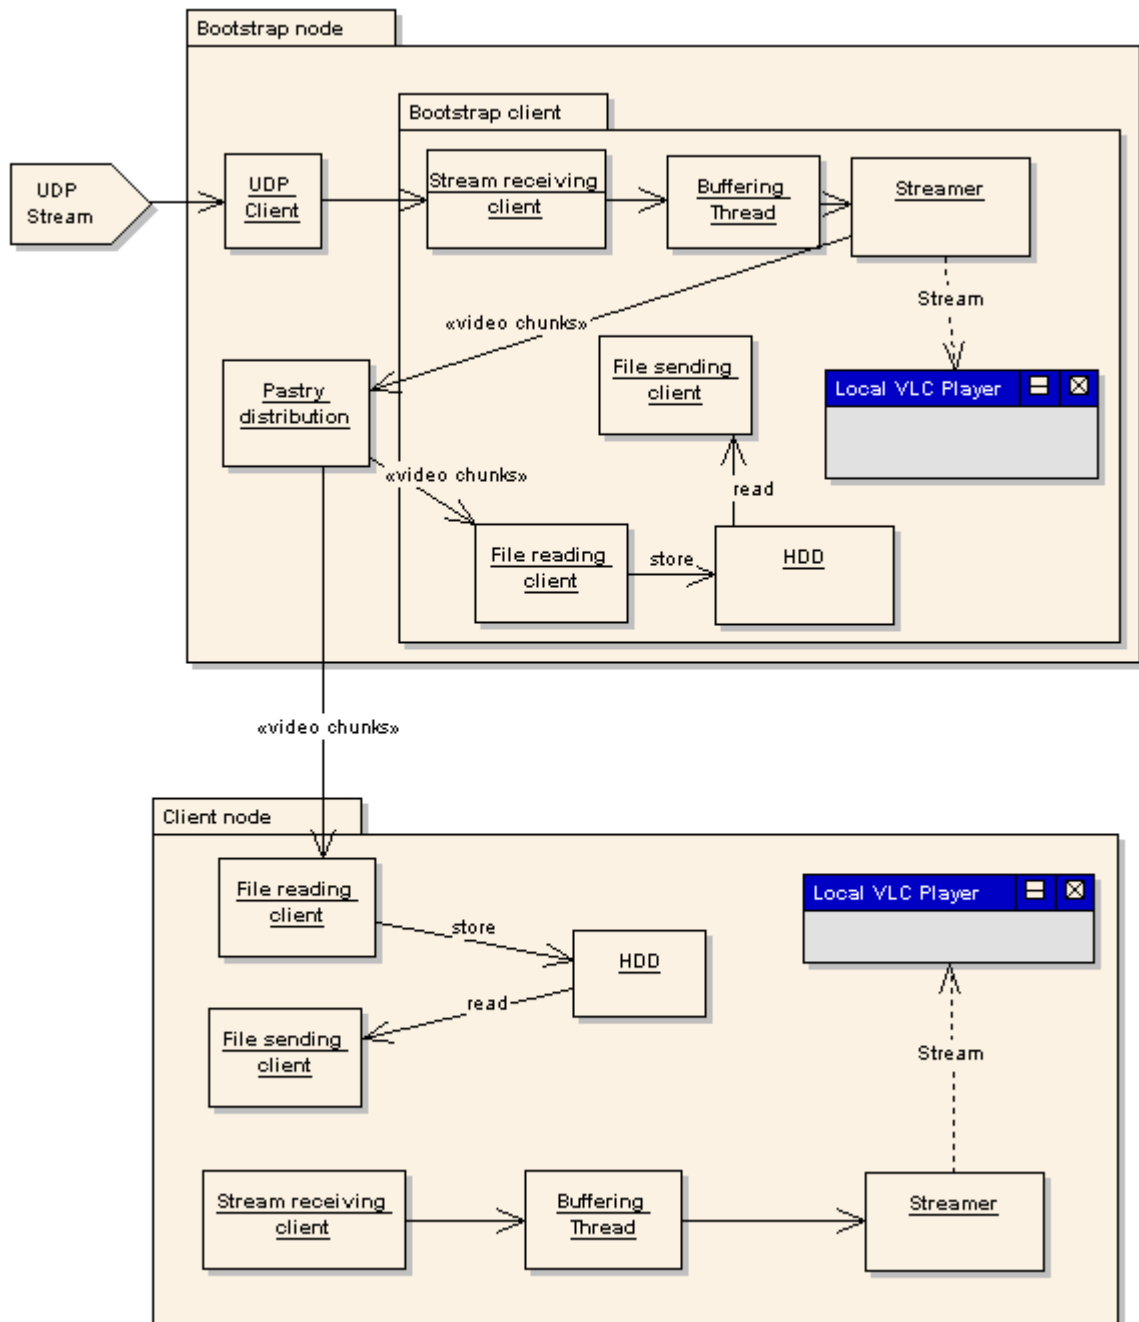 Bootstrap node
Bootstrap client
UDP
Stream
UDP
Client
Stream receiving
client
Buffering
Thread
Streamer
Stream
«video chunks»
File sending
client
Local VLC Player
Pastry
distribution
«video chunks»
read
File reading
client
store
HDD
«video chunks»
Client node
File reading
client
store
HDD
Local VLC Player
read
File sending
client
Stream
Stream receiving
client
Buffering
Thread
Streamer